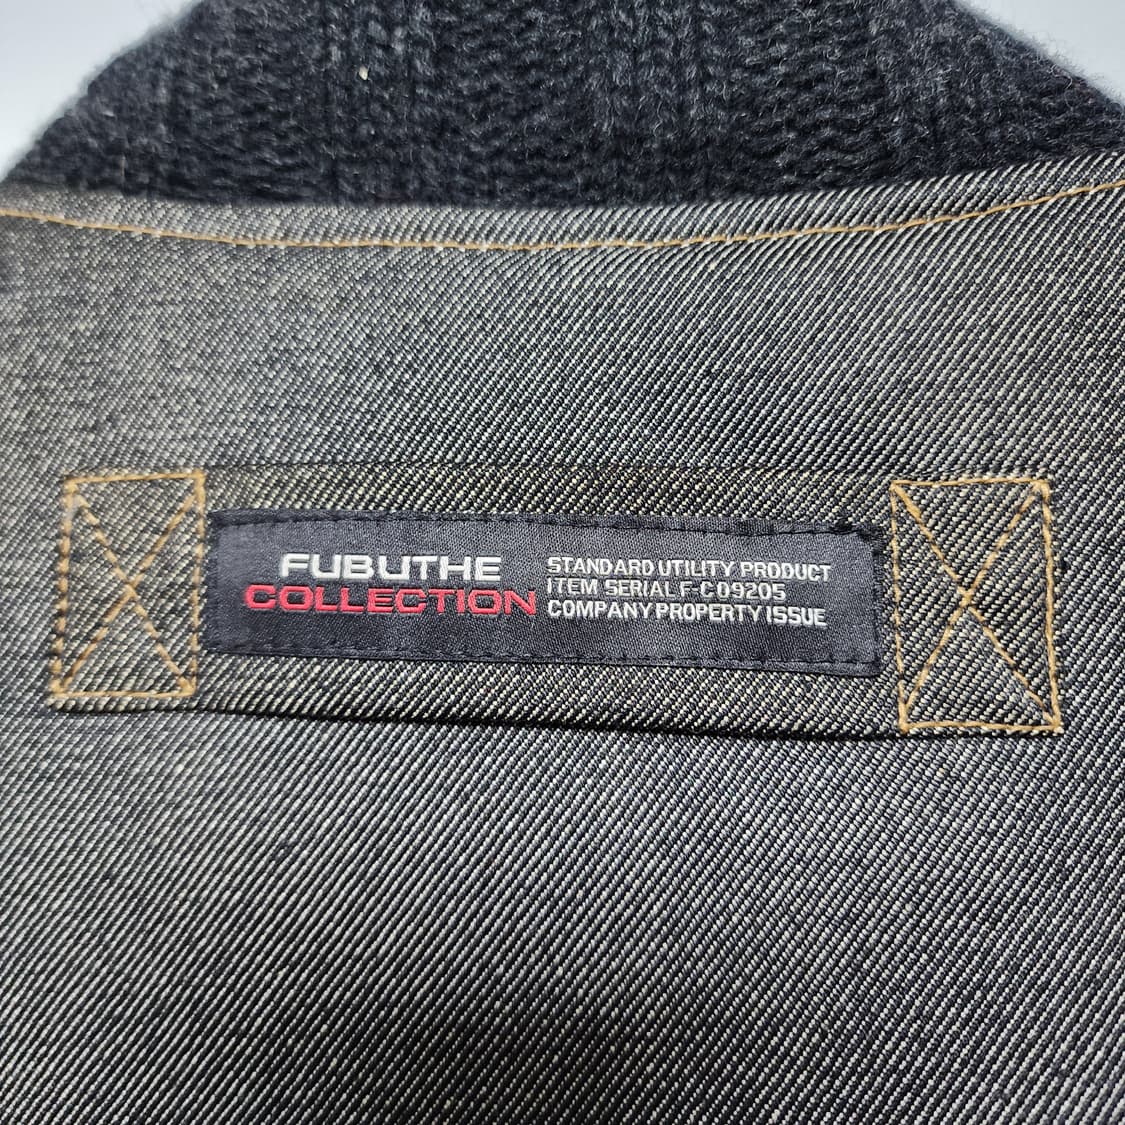 FUBUTHE
COLLECTION
STANDARD UTILITY PRODUCT
ITEM SERIAL F-C09205
COMPANY PROPERTY ISSUE